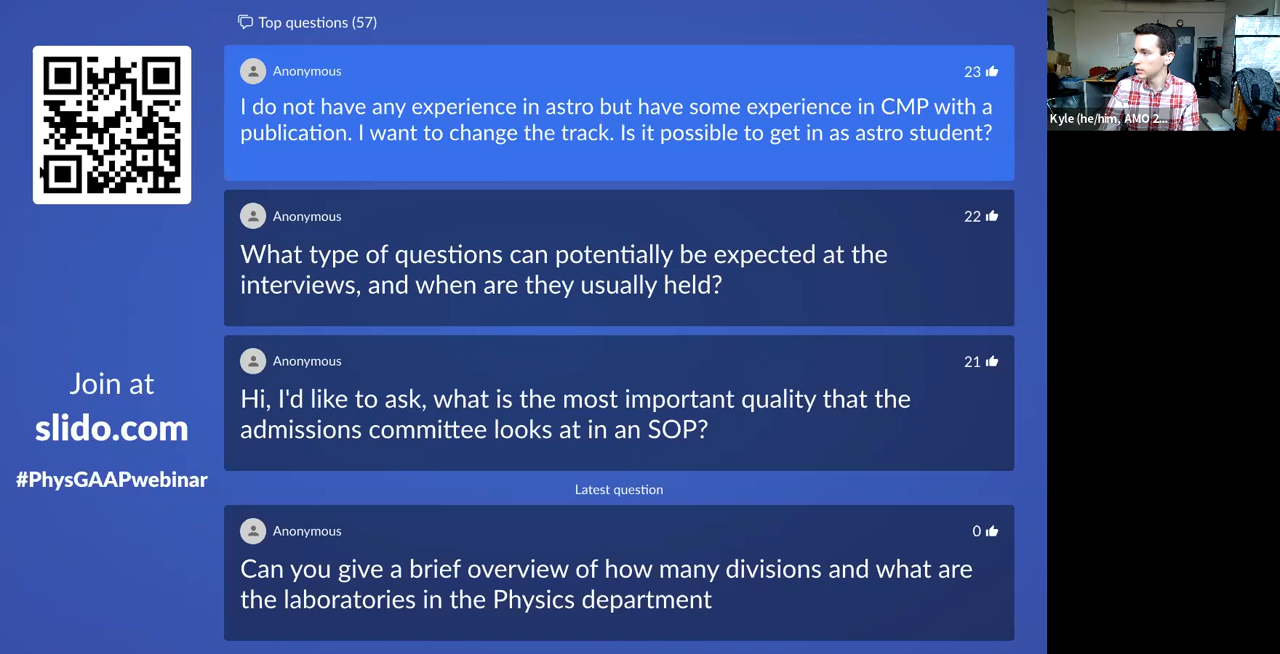 Top questions (57)
Anonymous
23
I do not have any experience in astro but have some experience in CMP with a
publication. I want to change the track. Is it possible to get in as astro student?
Anonymous
22
What type of questions can potentially be expected at the
interviews, and when are they usually held?
Anonymous
21
Hi, I'd like to ask, what is the most important quality that the
admissions committee looks at in an SOP?
Latest question
Anonymous
0
Can you give a brief overview of how many divisions and what are
the laboratories in the Physics department
Join at
slido.com
#PhysGAAPwebinar
Kyle (he/him, AMO 2...